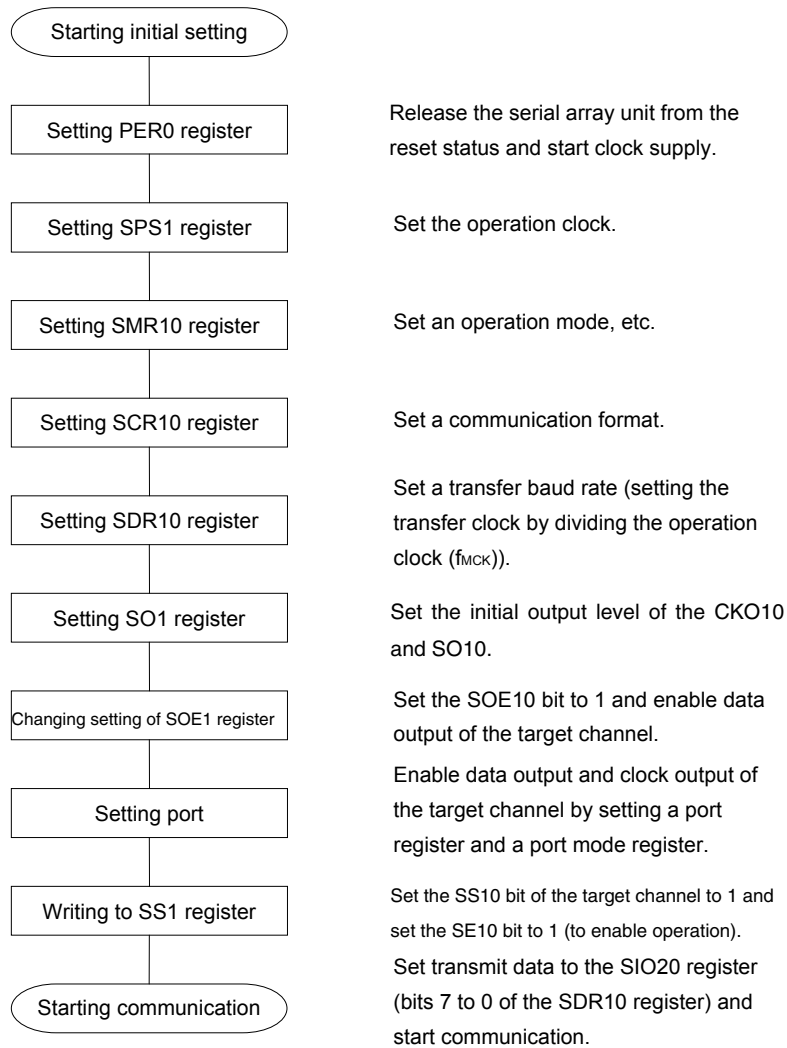 Starting initial setting
Setting PER0 register
Release the serial array unit from the
reset status and start clock supply.
Setting SPS1 register
Set the operation clock.
Setting SMR10 register
Set an operation mode, etc.
Setting SCR10 register
Set a communication format.
Setting SDR10 register
Set a transfer baud rate (setting the
transfer clock by dividing the operation
clock (fMCK)).
Setting SO1 register
Set the initial output level of the CKO10
and SO10.
Changing setting of SOE1 register
Set the SOE10 bit to 1 and enable data
output of the target channel.
Setting port
Enable data output and clock output of
the target channel by setting a port
register and a port mode register.
Writing to SS1 register
Set the SS10 bit of the target channel to 1 and
set the SE10 bit to 1 (to enable operation).
Starting communication
Set transmit data to the SIO20 register
(bits 7 to 0 of the SDR10 register) and
start communication.